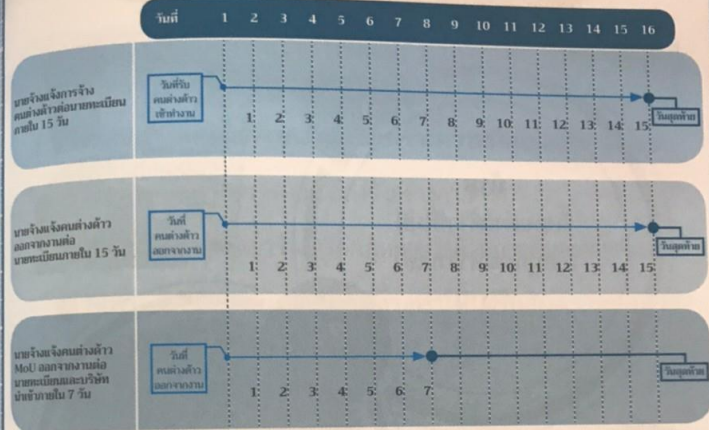 วันที่ 1 2 3 4 5 6 7 8 9 10 11 12 13 14 15 16
นายจ้างแจ้งการจ้าง
คนต่างด้าวต่อนายทะเบียน
ภายใน 15 วัน
วันที่รับ
คนต่างด้าว
เข้าทำงาน
1 2 3 4 5 6 7 8 9 10 11 12 13 14 15
วันสุดท้าย
นายจ้างแจ้งคนต่างด้าว
ออกจากงานต่อ
นายทะเบียนภายใน 15 วัน
วันที่
คนต่างด้าว
ออกจากงาน
1 2 3 4 5 6 7 8 9 10 11 12 13 14 15
วันสุดท้าย
นายจ้างแจ้งคนต่างด้าว
MoU ออกจากงานต่อ
นายทะเบียนและบริษัท
นำเข้าภายใน 7 วัน
วันที่
คนต่างด้าว
ออกจากงาน
1 2 3 4 5 6 7
วันสุดท้าย